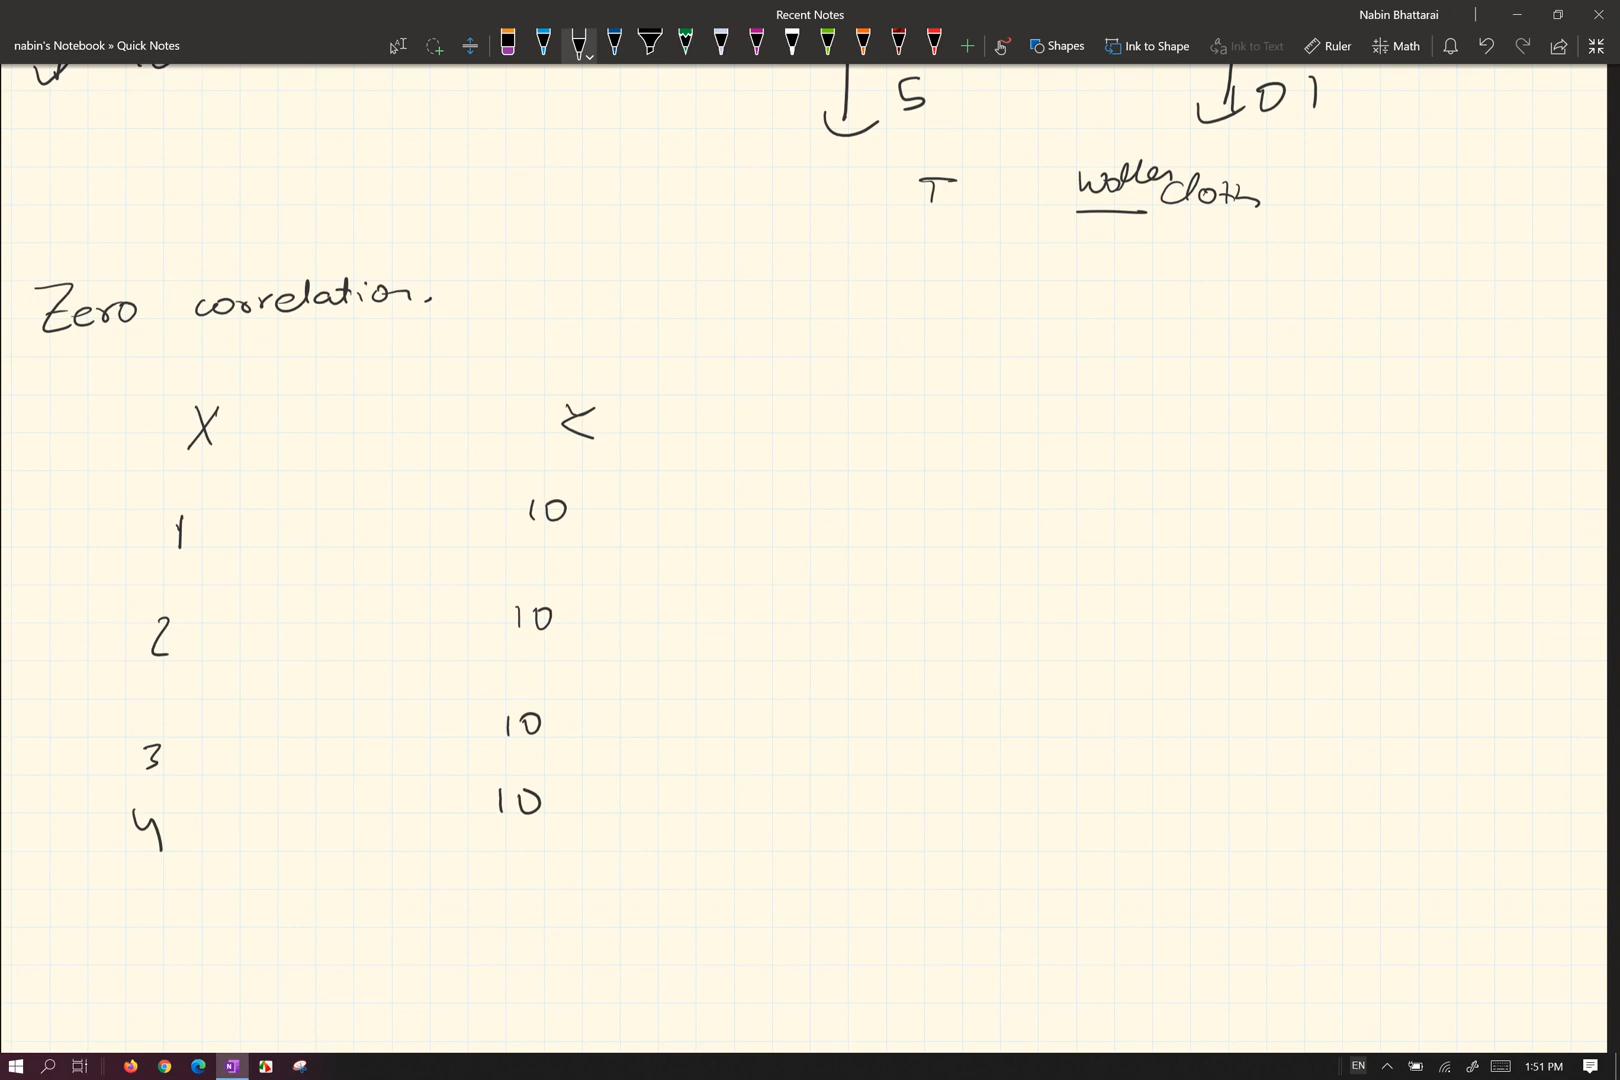 Recent Notes
Nabin Bhattarai
nabin's Notebook » Quick Notes
Shapes
Ink to Shape
Ink to Text
Ruler
Math
5
101
T
wollen cloths
Zero correlation.
X Y
1 10
2 10
3 10
4 10
EN
1:51 PM